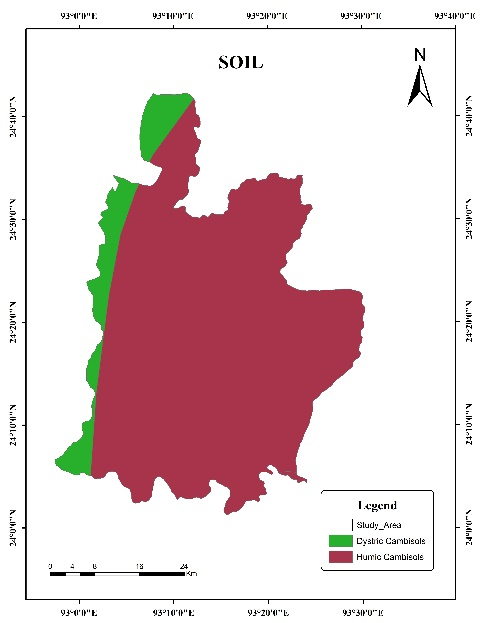 93°0'0"E 93°10'0"E 93°20'0"E 93°30'0"E 93°40'0"E
SOIL
N
24°40'0"N 24°40'0"N
24°30'0"N 24°30'0"N
24°20'0"N 24°20'0"N
24°10'0"N 24°10'0"N
24°0'0"N 24°0'0"N
Legend
Study_Area
Dystric Cambisols
Humic Cambisols
0 4 8 16 24
Km
93°0'0"E 93°10'0"E 93°20'0"E 93°30'0"E